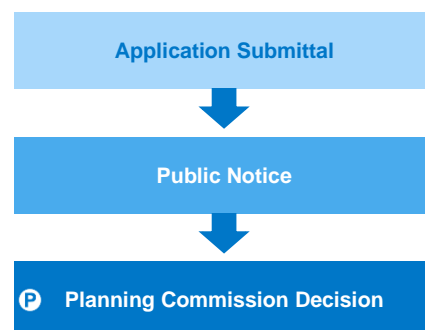 Application Submittal
Public Notice
P Planning Commission Decision